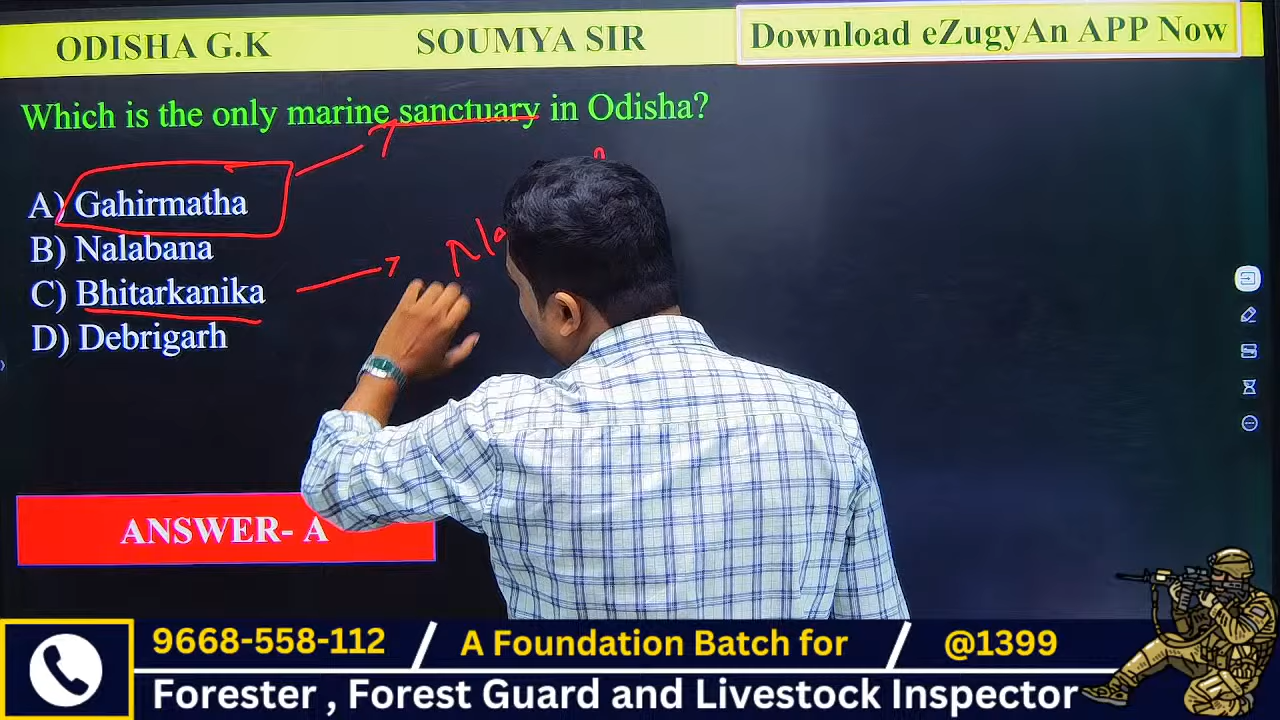 ODISHA G.K SOUMYA SIR Download eZugyAn APP Now
Which is the only marine sanctuary in Odisha?
A) Gahirmatha
B) Nalabana
C) Bhitarkanika
D) Debrigarh
ANSWER- A
9668-558-112 / A Foundation Batch for / @1399
Forester , Forest Guard and Livestock Inspector